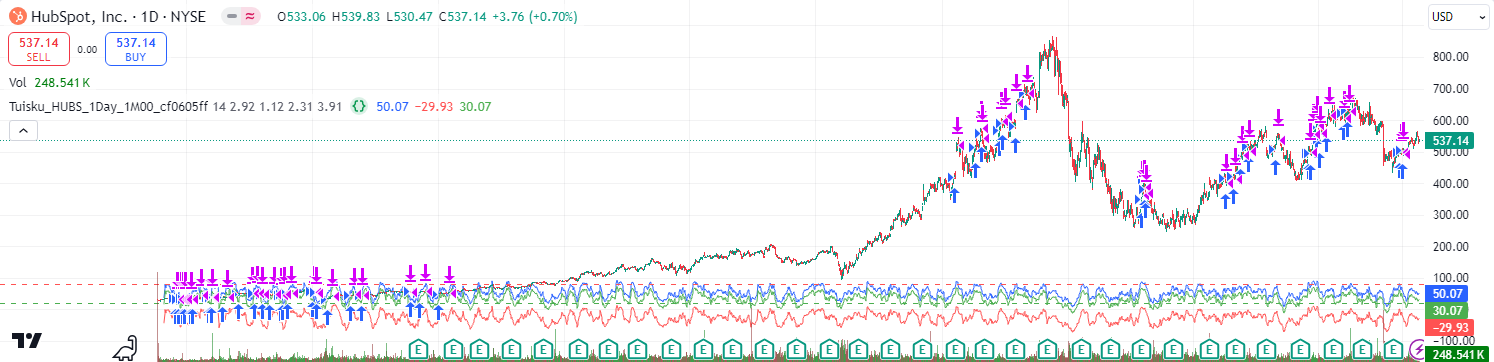 HubSpot, Inc. · 1D · NYSE O533.06 H539.83 L530.47 C537.14 +3.76 (+0.70%)
USD
537.14 SELL 0.00 537.14 BUY
Vol 248.541 K
Tuisku_HUBS_1Day_1M00_cf0605ff 14 2.92 1.12 2.31 3.91 {} 50.07 −29.93 30.07
800.00
700.00
600.00
537.14
500.00
400.00
300.00
200.00
100.00
50.07
30.07
−29.93
−100.00
248.541 K
E E E E E E E E E E E E E E E E E E E E E E E E E E E E E E E E